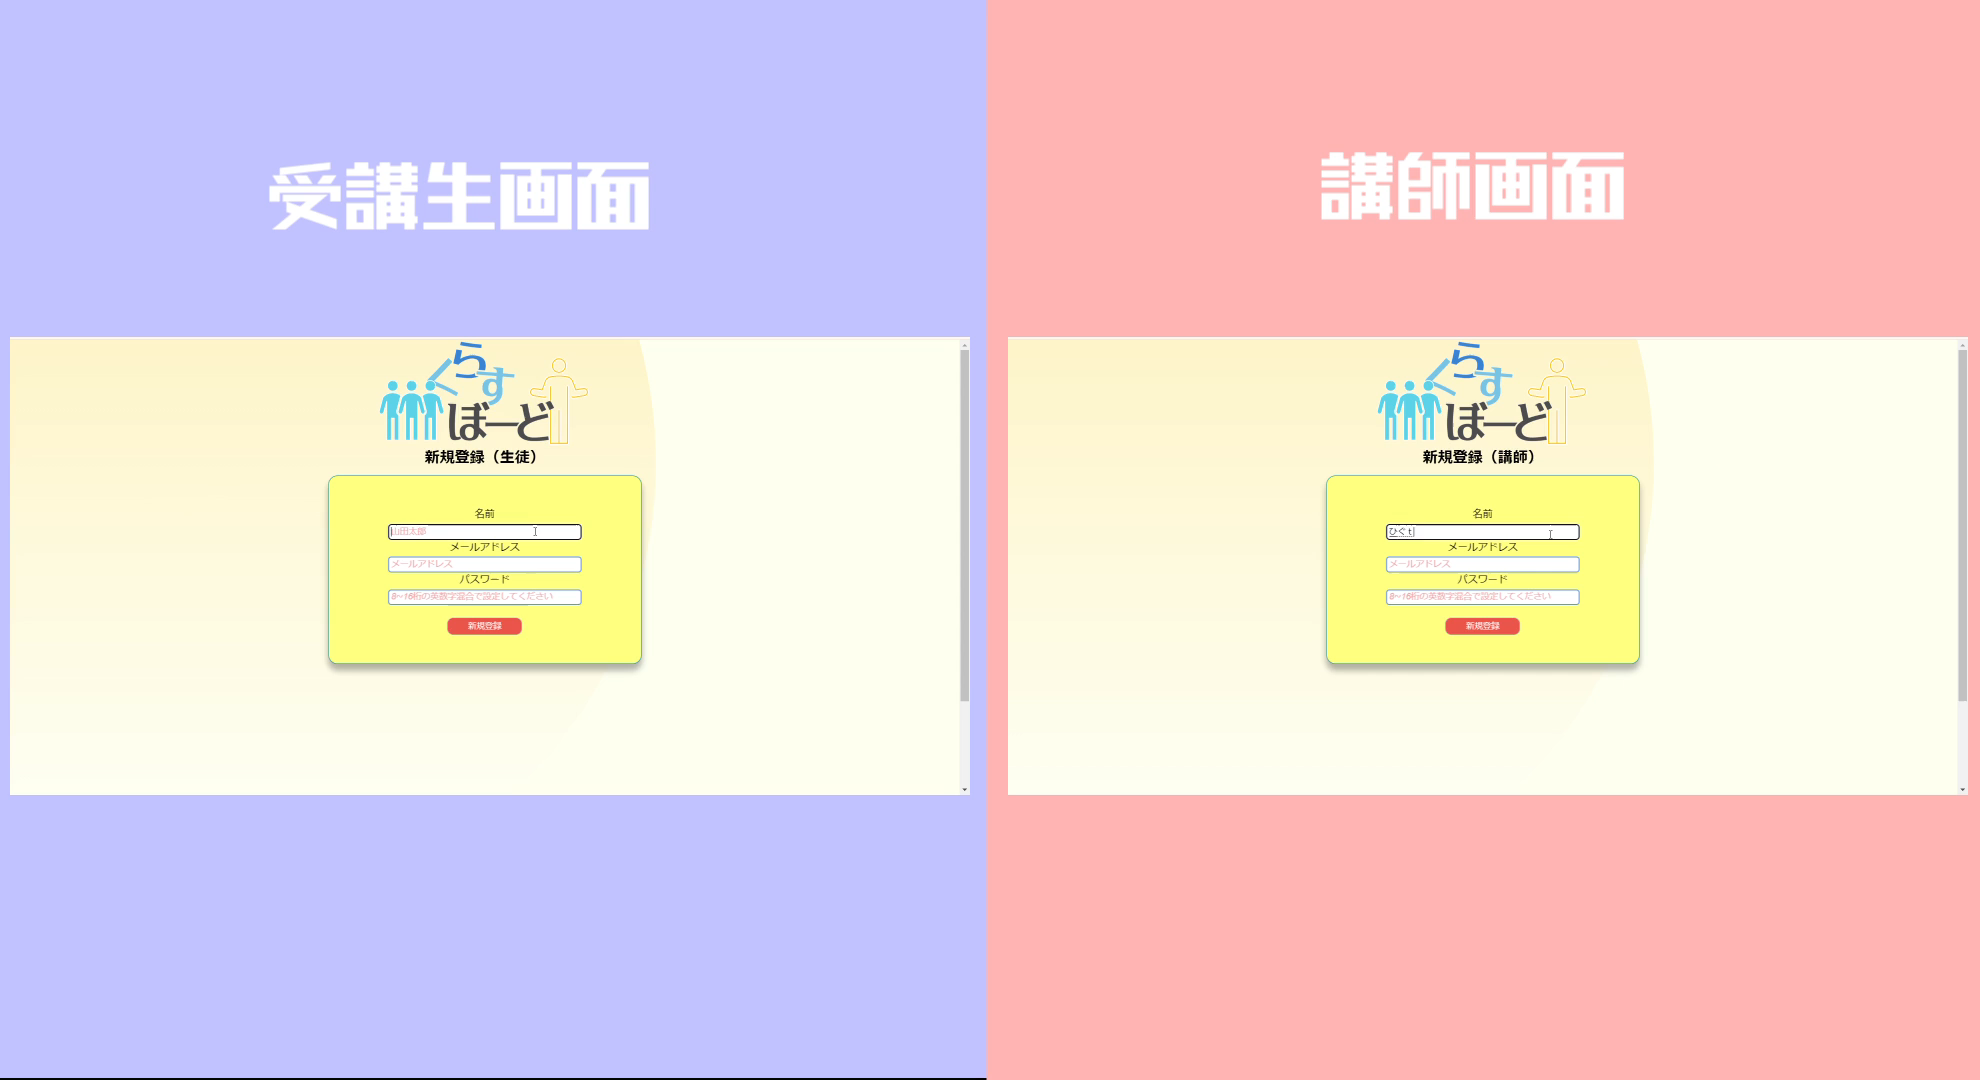 受講生画面
くらす
ぼーど
新規登録（生徒）
名前
山田太郎
メールアドレス
メールアドレス
パスワード
8~16桁の英数字混合で設定してください
新規登録
講師画面
くらす
ぼーど
新規登録（講師）
名前
ひぐt
メールアドレス
メールアドレス
パスワード
8~16桁の英数字混合で設定してください
新規登録